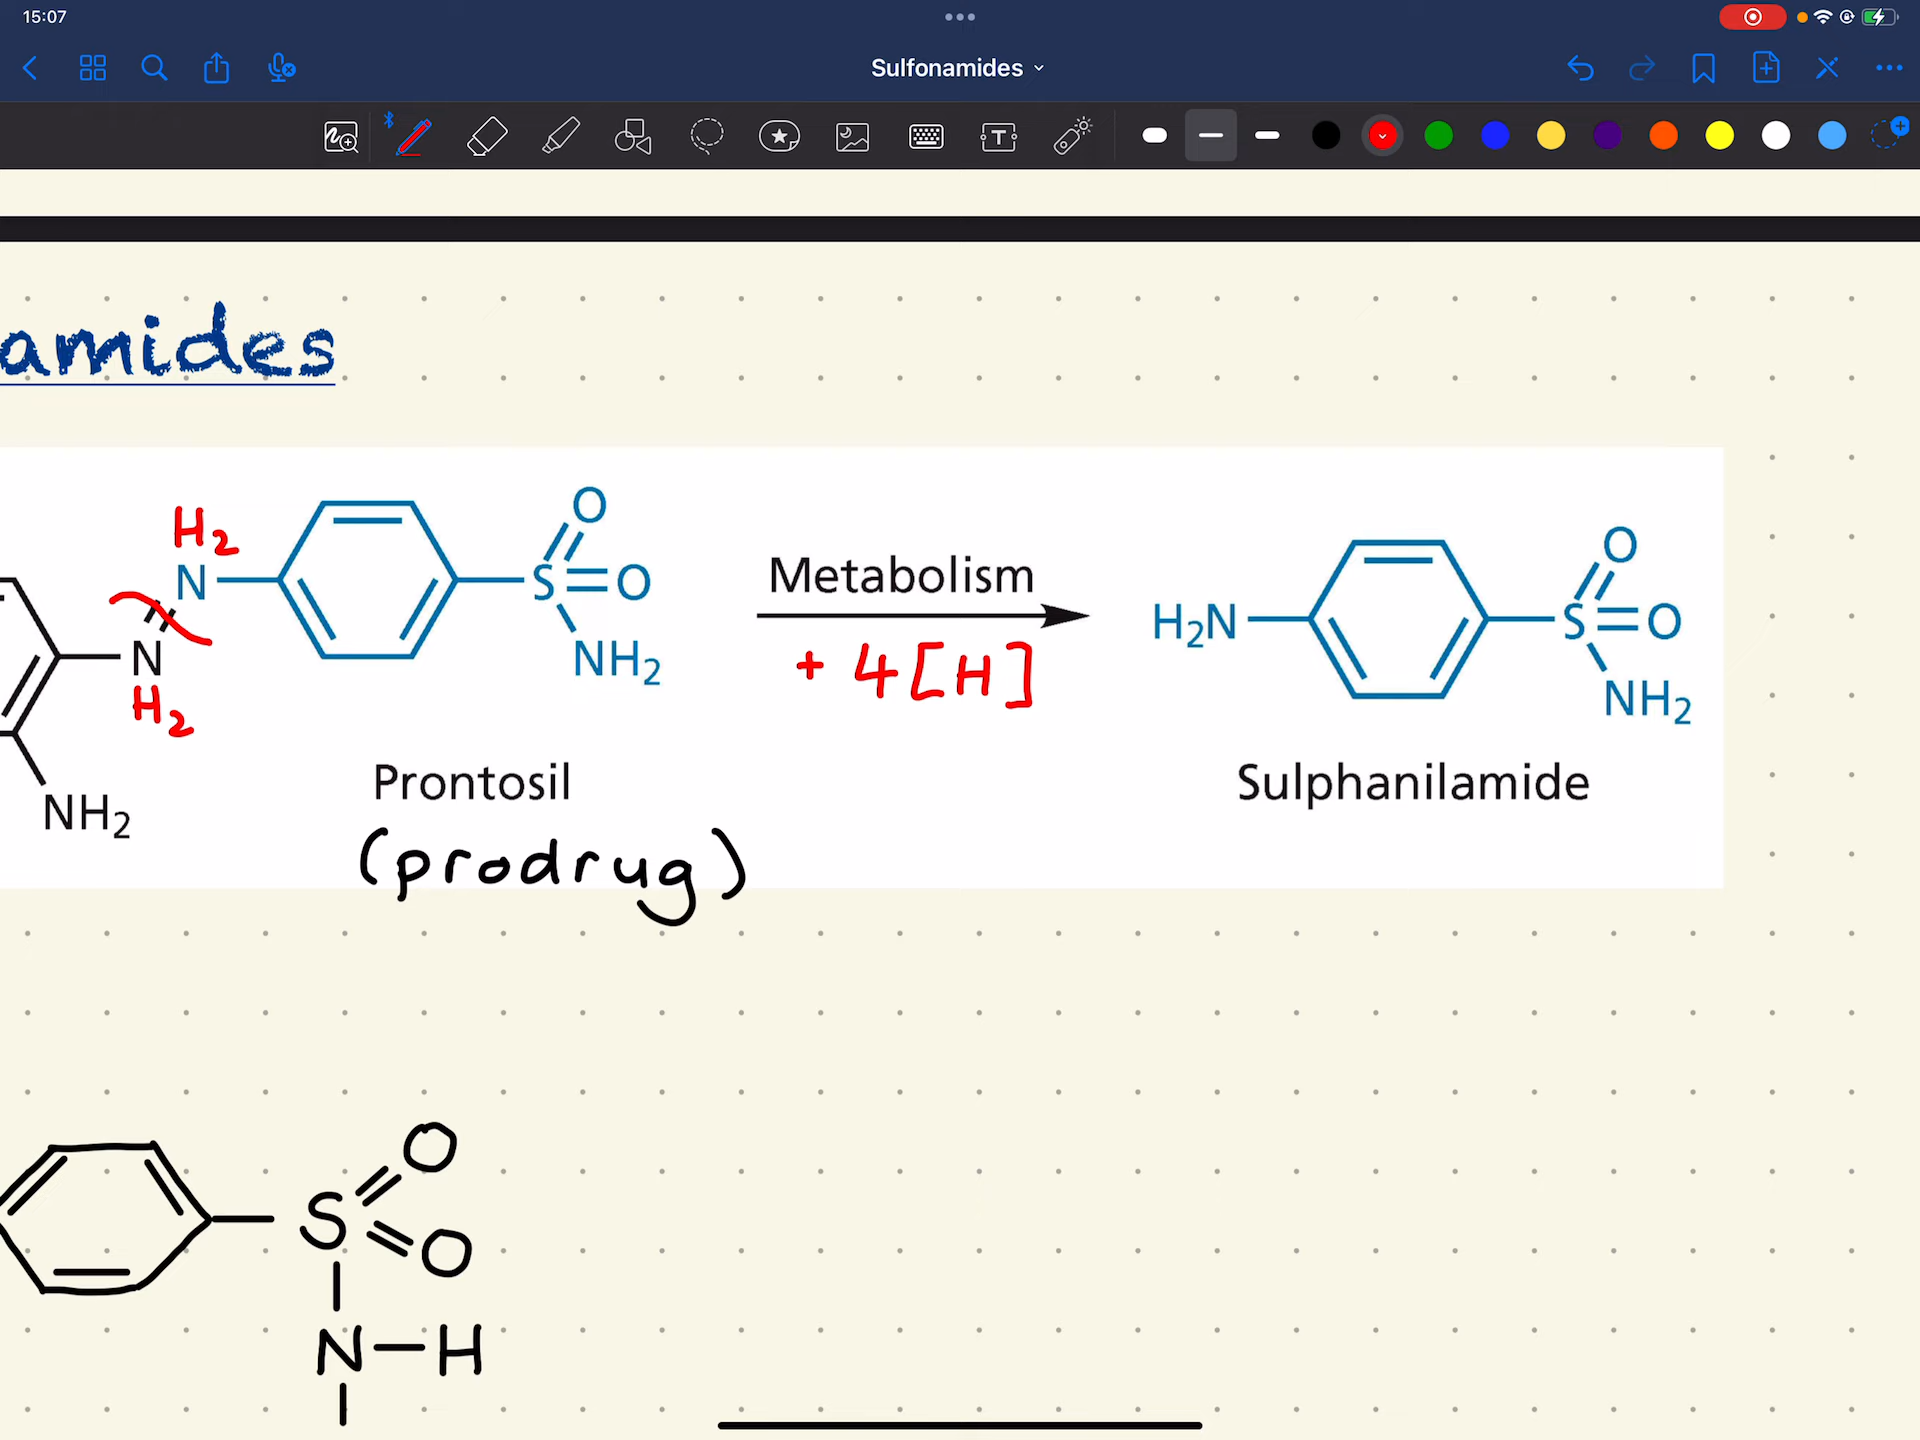 15:07
Sulfonamides
amides
H₂
N
N
H₂
NH₂
O
S
O
NH₂
Metabolism
+ 4[H]
H₂N
O
S
O
NH₂
Prontosil
(prodrug)
Sulphanilamide
O
S
O
N
H